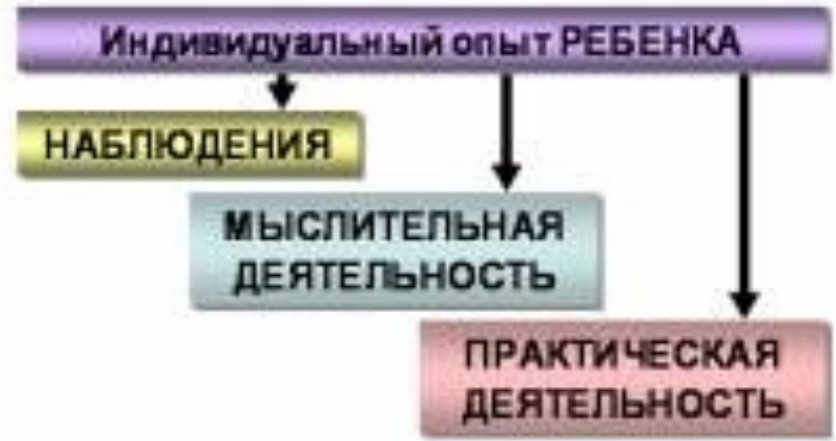 Индивидуальный опыт РЕБЕНКА
НАБЛЮДЕНИЯ
МЫСЛИТЕЛЬНАЯ
ДЕЯТЕЛЬНОСТЬ
ПРАКТИЧЕСКАЯ
ДЕЯТЕЛЬНОСТЬ